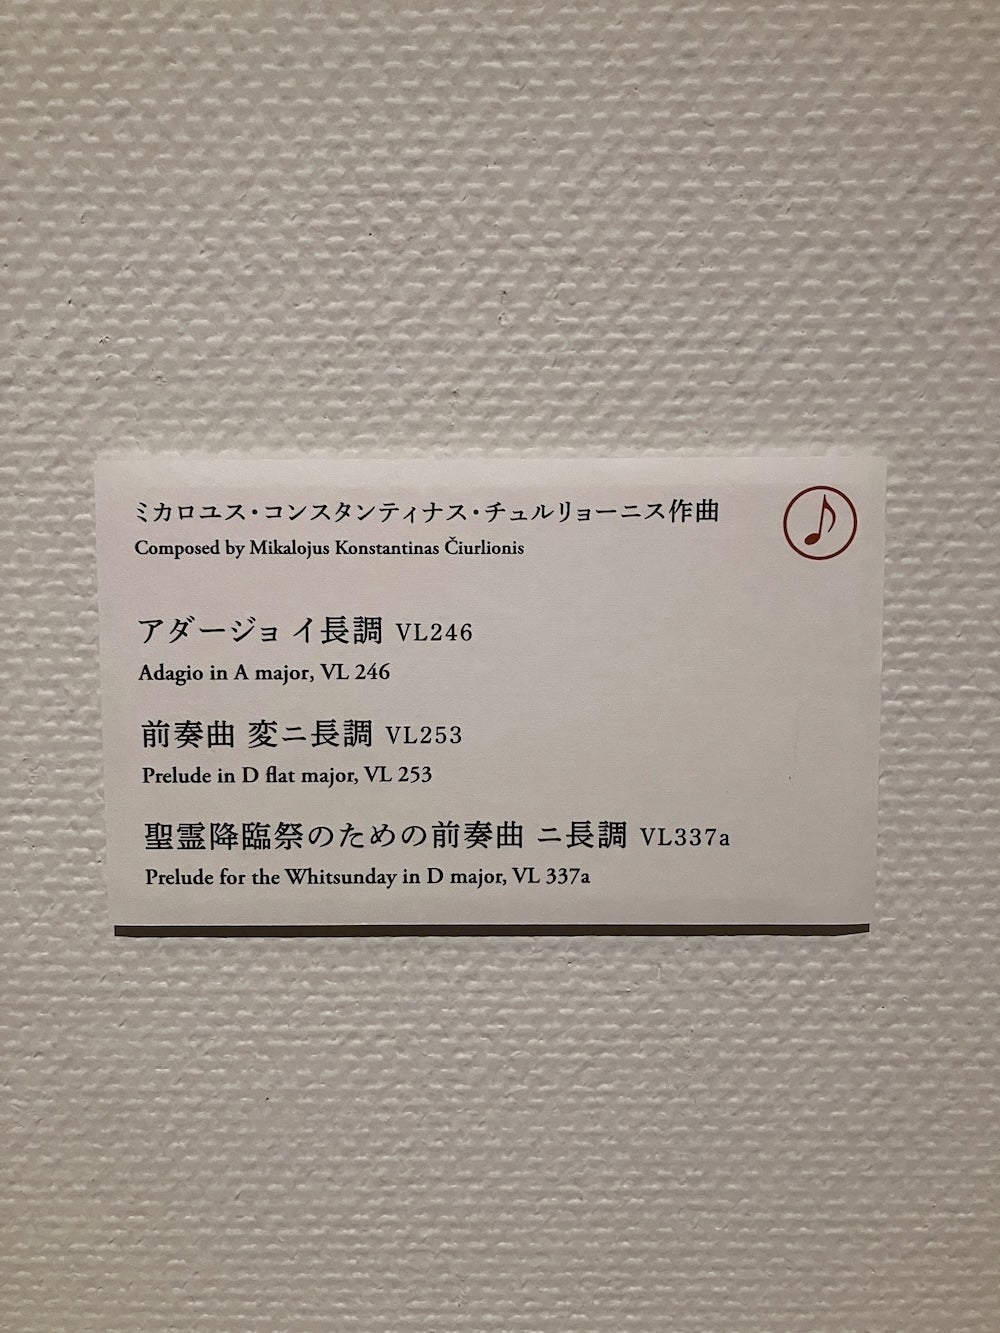 ミカロユス・コンスタンティナス・チュルリョーニス作曲
Composed by Mikalojus Konstantinas Čiurlionis
アダージョ イ長調 VL246
Adagio in A major, VL 246
前奏曲 変ニ長調 VL253
Prelude in D flat major, VL 253
聖霊降臨祭のための前奏曲 ニ長調 VL337a
Prelude for the Whitsunday in D major, VL 337a